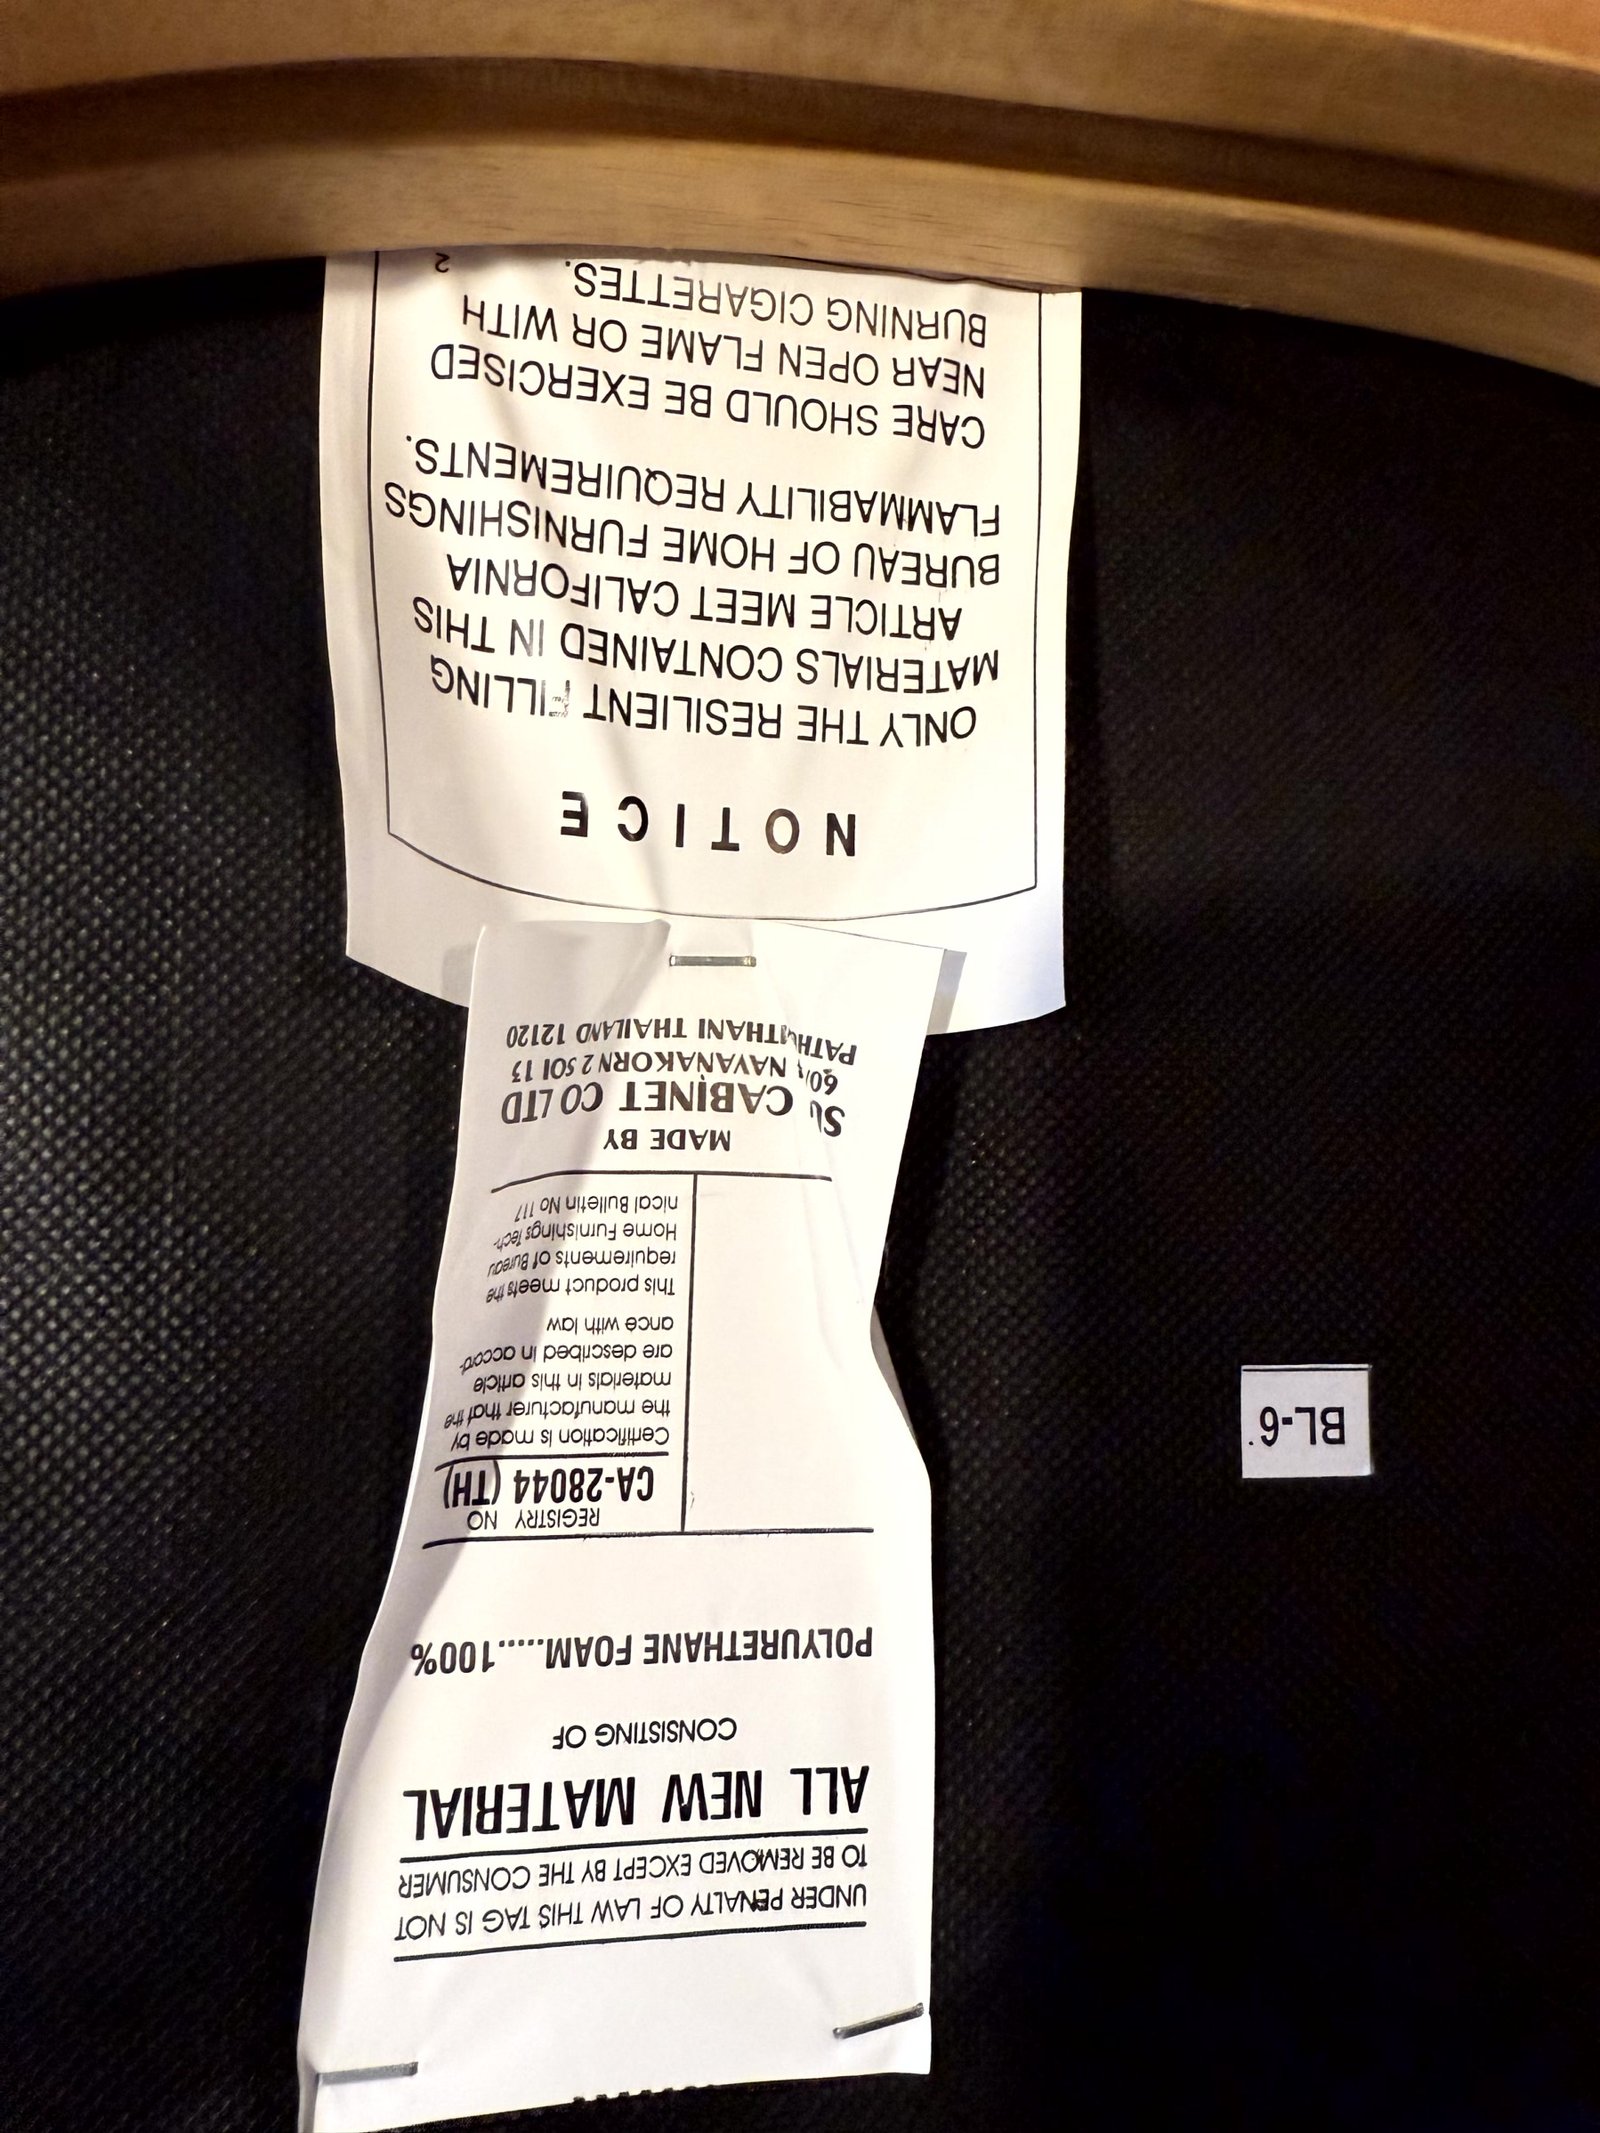 UNDER PENALTY OF LAW THIS TAG IS NOT
TO BE REMOVED EXCEPT BY THE CONSUMER
ALL NEW MATERIAL
CONSISTING OF
POLYURETHANE FOAM.....100%
REGISTRY NO
CA-28044 (TH)
Certification is made by
the manufacturer that the
materials in this article
are described in accord-
ance with law
This product meets the
requirements of Bureau
Home Furnishings Tech-
nical Bulletin No 117
MADE BY
CABINET CO LTD
NAVANAKORN 2 SOI 13
THAILAND 12120
NOTICE
ONLY THE RESILIENT FILLING
MATERIALS CONTAINED IN THIS
ARTICLE MEET CALIFORNIA
BUREAU OF HOME FURNISHINGS
FLAMMABILITY REQUIREMENTS.
CARE SHOULD BE EXERCISED
NEAR OPEN FLAME OR WITH
BURNING CIGARETTES.
2
BL-6.